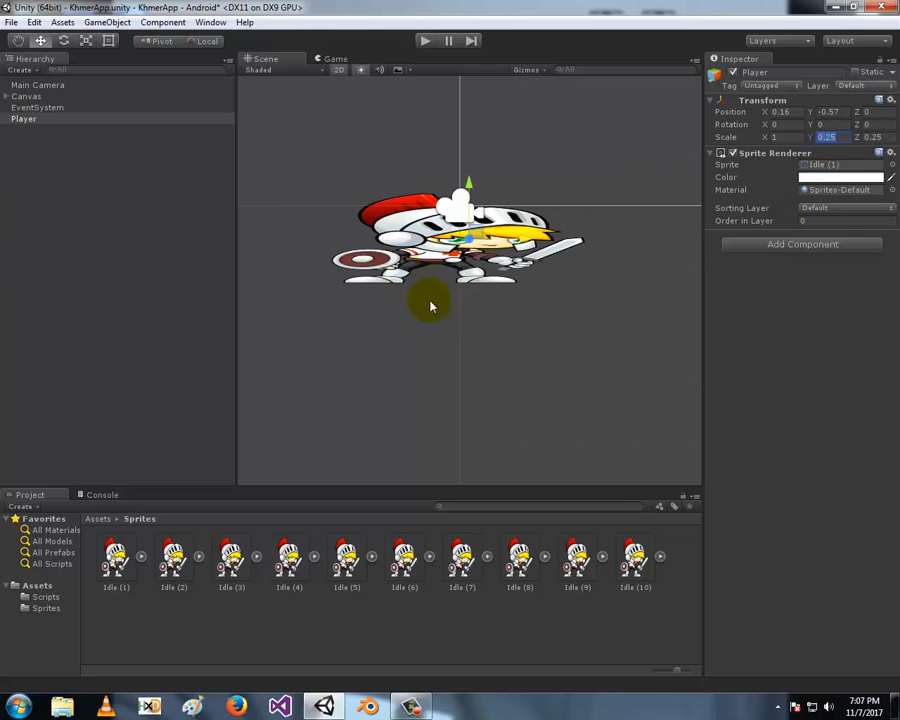 Unity (64bit) - KhmerApp.unity - KhmerApp - Android* <DX11 on DX9 GPU>
File Edit Assets GameObject Component Window Help
Pivot Local Layers Layout
Hierarchy
Create All
Main Camera
Canvas
EventSystem
Player
Scene Game
Shaded 2D Gizmos All
Inspector
Player Static
Tag Untagged Layer Default
Transform
Position X 0.16 Y -0.57 Z 0
Rotation X 0 Y 0 Z 0
Scale X 1 Y 0.25 Z 0.25
Sprite Renderer
Sprite Idle (1)
Color
Material Sprites-Default
Sorting Layer Default
Order in Layer 0
Add Component
Project Console
Create
Favorites
All Materials
All Models
All Prefabs
All Scripts
Assets
Scripts
Sprites
Assets Sprites
Idle (1) Idle (2) Idle (3) Idle (4) Idle (5) Idle (6) Idle (7) Idle (8) Idle (9) Idle (10)
7:07 PM
11/7/2017